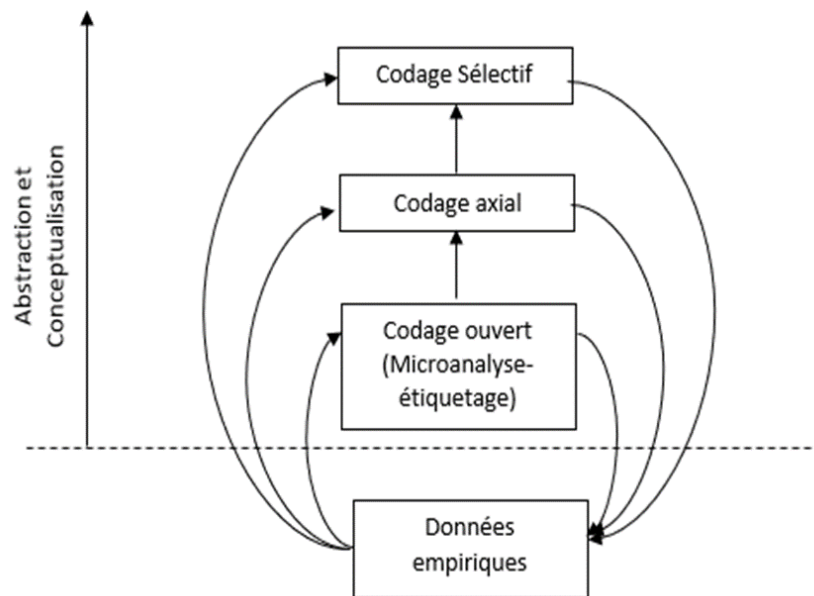 Codage Sélectif
Codage axial
Codage ouvert
(Microanalyse-
étiquetage)
Données
empiriques
Abstraction et
Conceptualisation